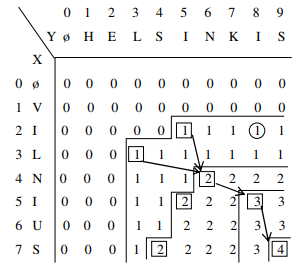 0 1 2 3 4 5 6 7 8 9
Y ø H E L S I N K I S
X
0 ø 0 0 0 0 0 0 0 0 0 0
1 V 0 0 0 0 0 0 0 0 0 0
2 I 0 0 0 0 0 1 1 1 1 1
3 L 0 0 0 1 1 1 1 1 1 1
4 N 0 0 0 1 1 1 2 2 2 2
5 I 0 0 0 1 1 2 2 2 3 3
6 U 0 0 0 1 1 2 2 2 3 3
7 S 0 0 0 1 2 2 2 2 3 4